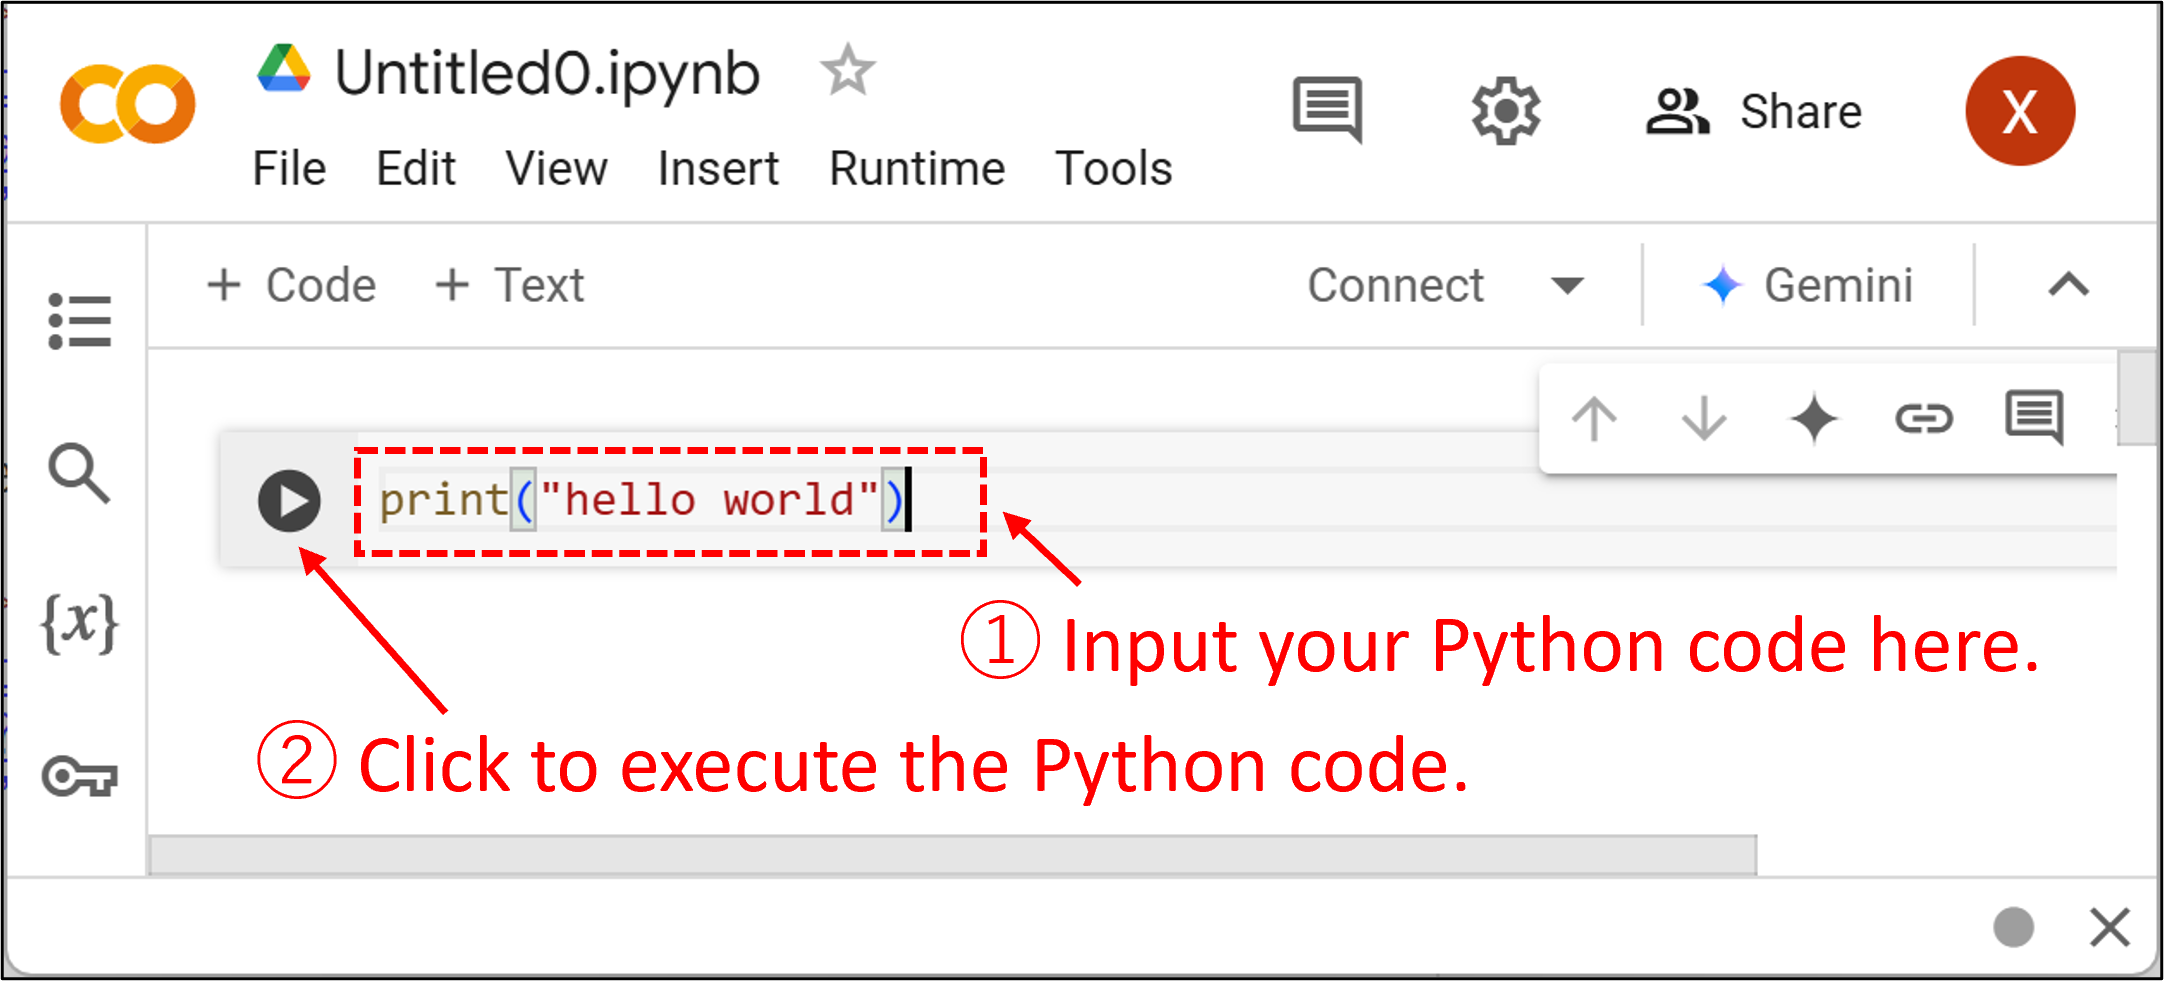 Untitled0.ipynb
File Edit View Insert Runtime Tools
Share
X
+ Code + Text
Connect
Gemini
print("hello world")
{x}
① Input your Python code here.
② Click to execute the Python code.